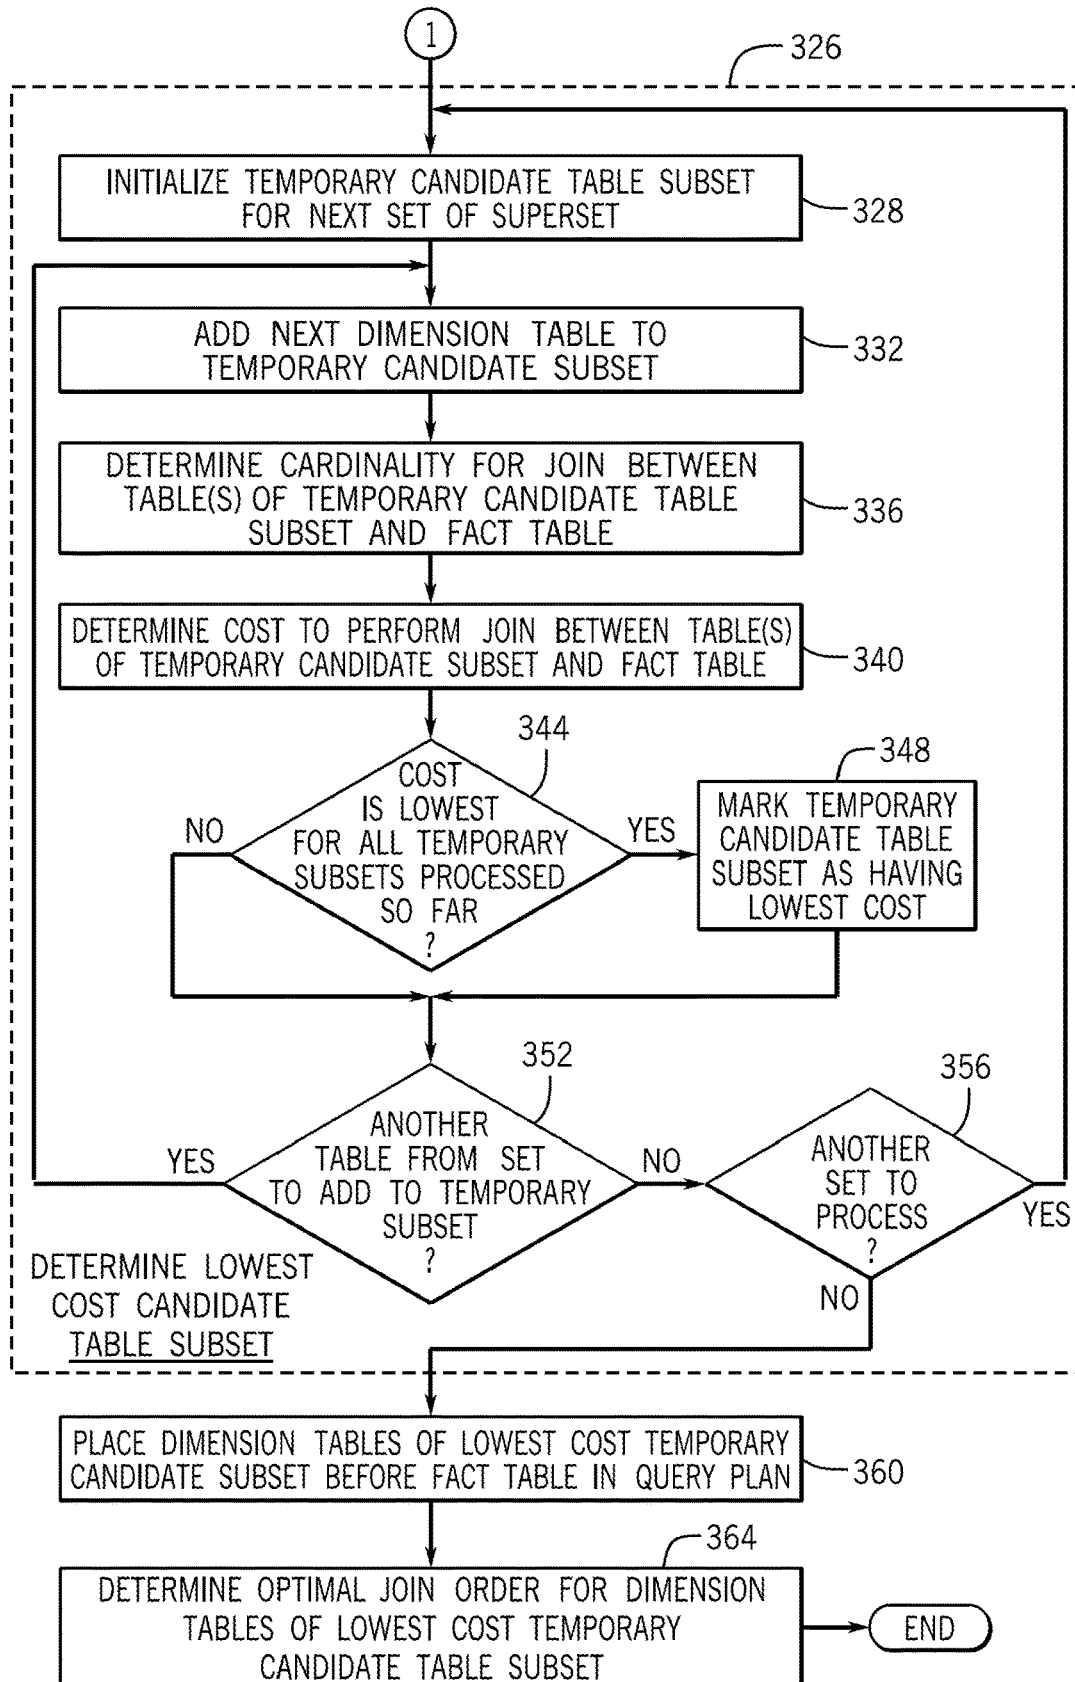 1
326
INITIALIZE TEMPORARY CANDIDATE TABLE SUBSET
FOR NEXT SET OF SUPERSET
328
ADD NEXT DIMENSION TABLE TO
TEMPORARY CANDIDATE SUBSET
332
DETERMINE CARDINALITY FOR JOIN BETWEEN
TABLE(S) OF TEMPORARY CANDIDATE TABLE
SUBSET AND FACT TABLE
336
DETERMINE COST TO PERFORM JOIN BETWEEN TABLE(S)
OF TEMPORARY CANDIDATE SUBSET AND FACT TABLE
340
344
COST
IS LOWEST
FOR ALL TEMPORARY
SUBSETS PROCESSED
SO FAR
?
NO
YES
348
MARK TEMPORARY
CANDIDATE TABLE
SUBSET AS HAVING
LOWEST COST
352
ANOTHER
TABLE FROM SET
TO ADD TO TEMPORARY
SUBSET
?
YES
NO
356
ANOTHER
SET TO
PROCESS
?
YES
NO
DETERMINE LOWEST
COST CANDIDATE
TABLE SUBSET
PLACE DIMENSION TABLES OF LOWEST COST TEMPORARY
CANDIDATE SUBSET BEFORE FACT TABLE IN QUERY PLAN
360
364
DETERMINE OPTIMAL JOIN ORDER FOR DIMENSION
TABLES OF LOWEST COST TEMPORARY
CANDIDATE TABLE SUBSET
END